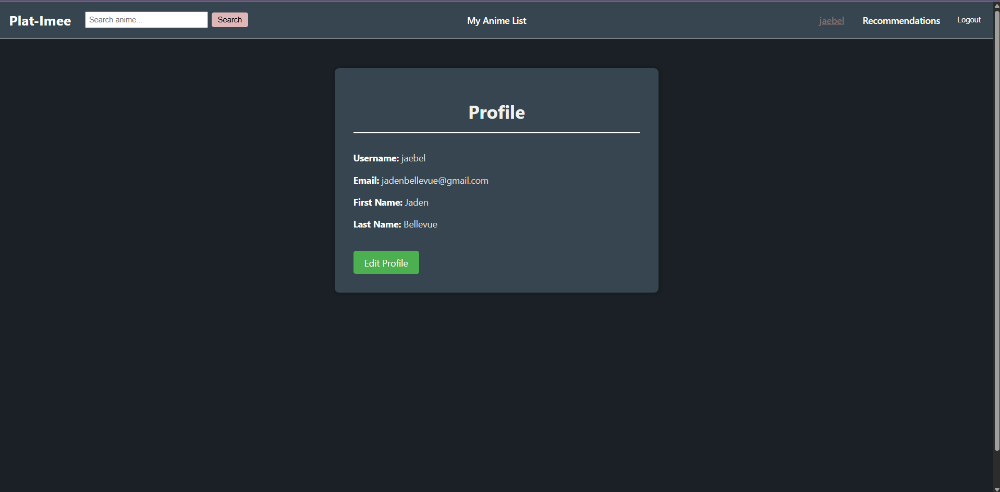 Plat-Imee Search anime... Search My Anime List jaebel Recommendations Logout
Profile
Username: jaebel
Email: jadenbellevue@gmail.com
First Name: Jaden
Last Name: Bellevue
Edit Profile